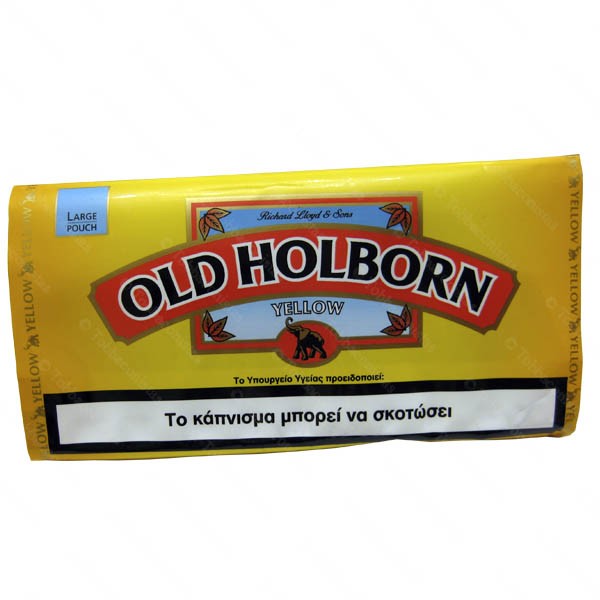 LARGE
POUCH
Richard Lloyd & Sons
OLD HOLBORN
YELLOW
Το Υπουργείο Υγείας προειδοποιεί:
Το κάπνισμα μπορεί να σκοτώσει
YELLOW YELLOW YELLOW
YELLOW YELLOW